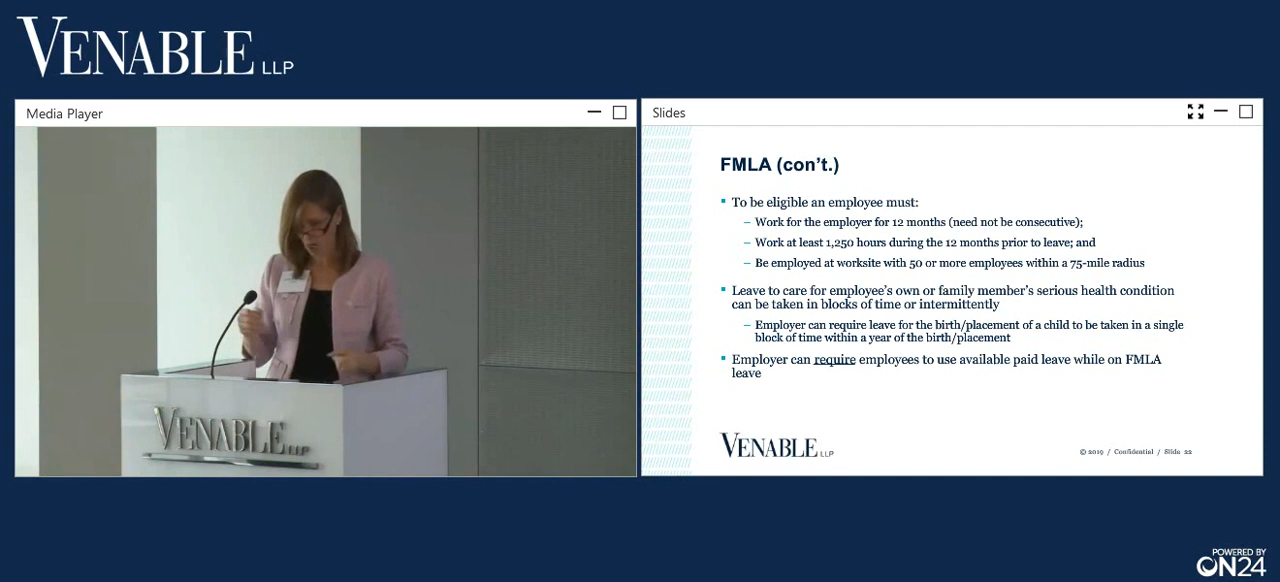 VENABLE LLP
Media Player
VENABLE LLP
Slides
FMLA (con't.)
▪ To be eligible an employee must:
– Work for the employer for 12 months (need not be consecutive);
– Work at least 1,250 hours during the 12 months prior to leave; and
– Be employed at worksite with 50 or more employees within a 75-mile radius
▪ Leave to care for employee's own or family member's serious health condition
can be taken in blocks of time or intermittently
– Employer can require leave for the birth/placement of a child to be taken in a single
block of time within a year of the birth/placement
▪ Employer can require employees to use available paid leave while on FMLA
leave
VENABLE LLP
© 2019 / Confidential / Slide 22
POWERED BY
ON24